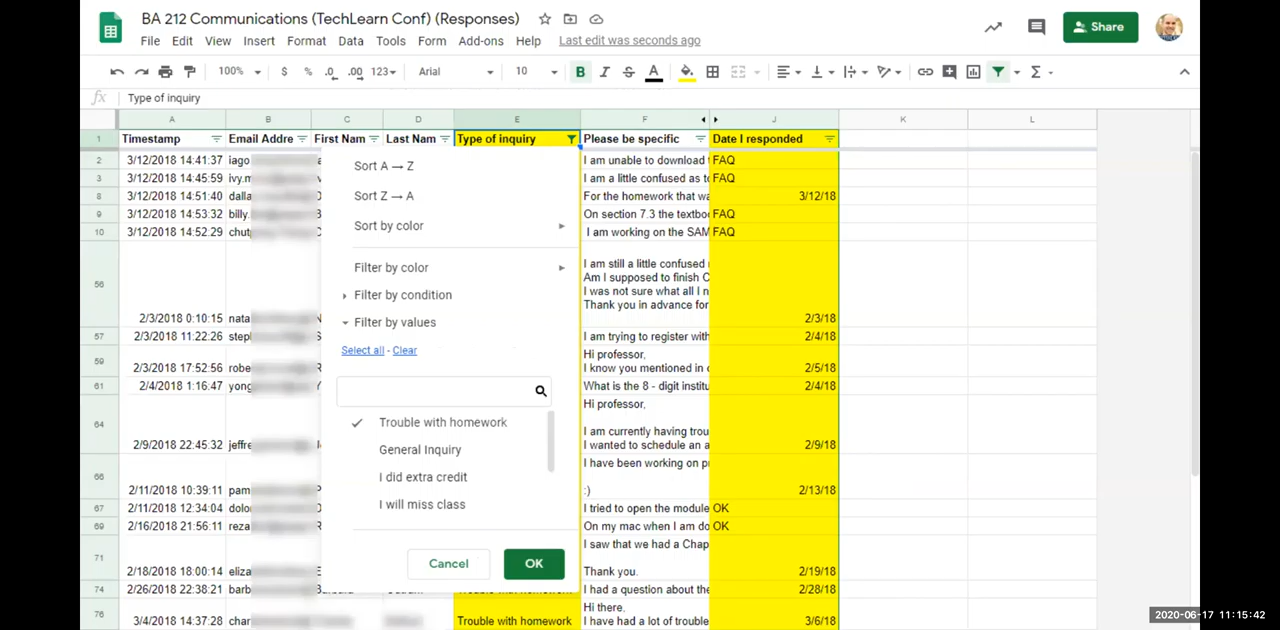 BA 212 Communications (TechLearn Conf) (Responses)
File Edit View Insert Format Data Tools Form Add-ons Help Last edit was seconds ago
Share
100% $ % .0 .00 123 Arial 10 B I S A Σ
fx Type of inquiry
A B C D E F J K L
1 Timestamp Email Addre First Nam Last Nam Type of inquiry Please be specific Date I responded
2 3/12/2018 14:41:37 iago I am unable to download FAQ
3 3/12/2018 14:45:59 ivy.m I am a little confused as to FAQ
8 3/12/2018 14:51:40 dalla For the homework that wa 3/12/18
9 3/12/2018 14:53:32 billy. On section 7.3 the textboo FAQ
10 3/12/2018 14:52:29 chut I am working on the SAM FAQ
I am still a little confused
Am I supposed to finish C
I was not sure what all I n
Thank you in advance for
56 2/3/2018 0:10:15 nata 2/3/18
57 2/3/2018 11:22:26 step I am trying to register with 2/4/18
Hi professor,
59 2/3/2018 17:52:56 robe I know you mentioned in c 2/5/18
61 2/4/2018 1:16:47 yong What is the 8 - digit institu 2/4/18
Hi professor,
I am currently having trou
64 2/9/2018 22:45:32 jeffre I wanted to schedule an a 2/9/18
I have been working on pr
66 2/11/2018 10:39:11 pam :) 2/13/18
67 2/11/2018 12:34:04 dolo I tried to open the module OK
69 2/16/2018 21:56:11 reza On my mac when I am do OK
I saw that we had a Chap
71 2/18/2018 18:00:14 eliza Thank you. 2/19/18
74 2/26/2018 22:38:21 barb I had a question about the 2/28/18
Hi there,
76 3/4/2018 14:37:28 char Trouble with homework I have had a lot of trouble 3/6/18
Sort A → Z
Sort Z → A
Sort by color
Filter by color
Filter by condition
Filter by values
Select all - Clear
Trouble with homework
General Inquiry
I did extra credit
I will miss class
Cancel OK
2020-06-17 11:15:42